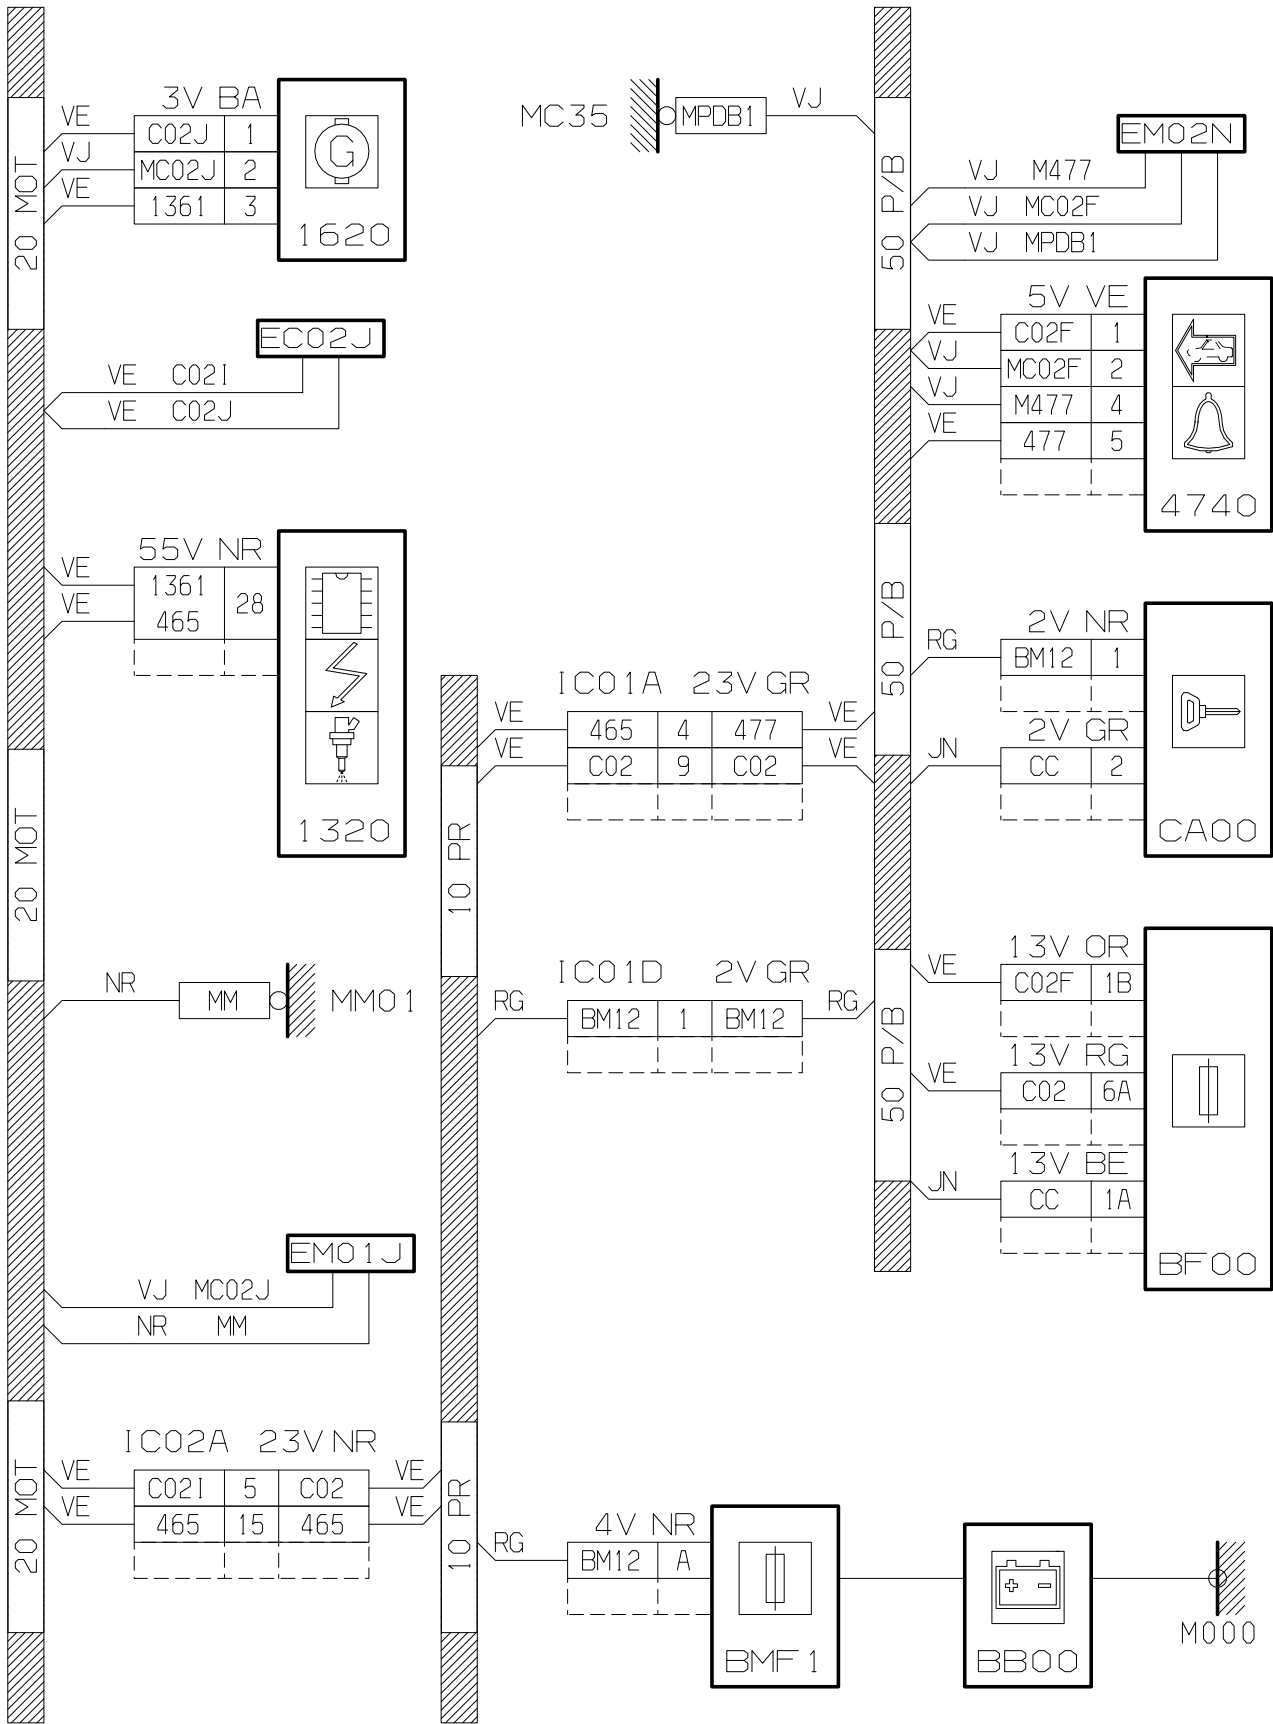 3V BA
VE C02J 1
VJ MC02J 2
VE 1361 3
1620
20 MOT
EC02J
VE C02I
VE C02J
55V NR
VE 1361
VE 465
28
1320
20 MOT
NR MM MM01
EM01J
VJ MC02J
NR MM
IC02A 23V NR
VE C02I 5 C02 VE
VE 465 15 465 VE
20 MOT
MC35 MPDB1 VJ
IC01A 23V GR
VE 465 4 477 VE
VE C02 9 C02 VE
10 PR
IC01D 2V GR
RG BM12 1 BM12 RG
10 PR
4V NR
RG BM12 A
BMF1
BB00
M000
50 P/B
EM02N
VJ M477
VJ MC02F
VJ MPDB1
5V VE
VE C02F 1
VJ MC02F 2
VJ M477 4
VE 477 5
4740
50 P/B
2V NR
RG BM12 1
2V GR
JN CC 2
CA00
50 P/B
13V OR
VE C02F 1B
13V RG
VE C02 6A
13V BE
JN CC 1A
BF00
G